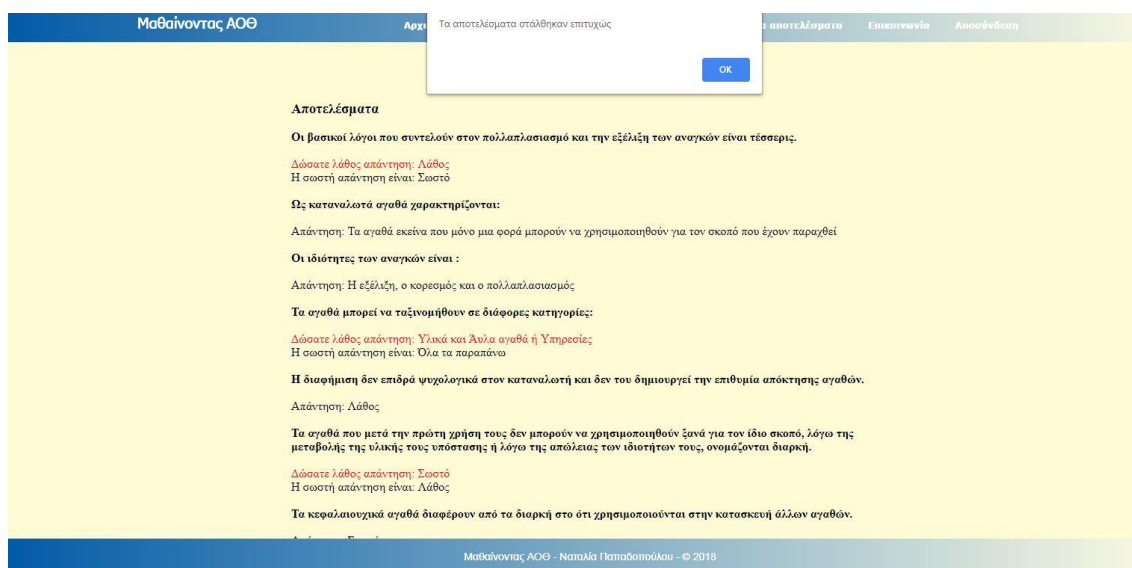 Μαθαίνοντας ΑΟΘ
Τα αποτελέσματα στάλθηκαν επιτυχώς
αποτελέσματα Επικοινωνία Αποσύνδεση
OK
Αποτελέσματα
Οι βασικοί λόγοι που συντελούν στον πολλαπλασιασμό και την εξέλιξη των αναγκών είναι τέσσερις.
Δώσατε λάθος απάντηση: Λάθος
Η σωστή απάντηση είναι: Σωστό
Ως καταναλωτά αγαθά χαρακτηρίζονται:
Απάντηση: Τα αγαθά εκείνα που μόνο μια φορά μπορούν να χρησιμοποιηθούν για τον σκοπό που έχουν παραχθεί
Οι ιδιότητες των αναγκών είναι :
Απάντηση: Η εξέλιξη, ο κορεσμός και ο πολλαπλασιασμός
Τα αγαθά μπορεί να ταξινομήθουν σε διάφορες κατηγορίες:
Δώσατε λάθος απάντηση: Υλικά και Άυλα αγαθά ή Υπηρεσίες
Η σωστή απάντηση είναι: Όλα τα παραπάνω
Η διαφήμιση δεν επιδρά ψυχολογικά στον καταναλωτή και δεν του δημιουργεί την επιθυμία απόκτησης αγαθών.
Απάντηση: Λάθος
Τα αγαθά που μετά την πρώτη χρήση τους δεν μπορούν να χρησιμοποιηθούν ξανά για τον ίδιο σκοπό, λόγω της
μεταβολής της υλικής τους υπόστασης ή λόγω της απώλειας των ιδιοτήτων τους, ονομάζονται διαρκή.
Δώσατε λάθος απάντηση: Σωστό
Η σωστή απάντηση είναι: Λάθος
Τα κεφαλαιουχικά αγαθά διαφέρουν από τα διαρκή στο ότι χρησιμοποιούνται στην κατασκευή άλλων αγαθών.
Μαθαίνοντας ΑΟΘ - Ναταλία Παπαδοπούλου - © 2018